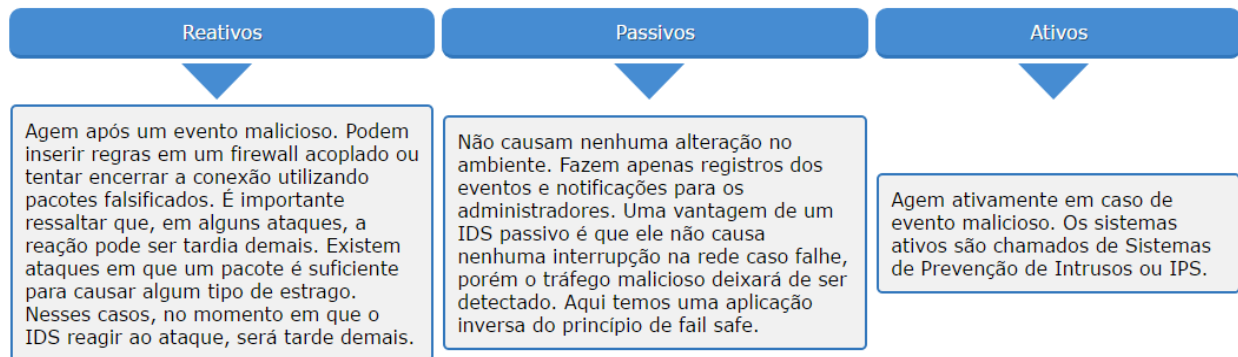 Reativos
Agem após um evento malicioso. Podem
inserir regras em um firewall acoplado ou
tentar encerrar a conexão utilizando
pacotes falsificados. É importante
ressaltar que, em alguns ataques, a
reação pode ser tardia demais. Existem
ataques em que um pacote é suficiente
para causar algum tipo de estrago.
Nesses casos, no momento em que o
IDS reagir ao ataque, será tarde demais.
Passivos
Não causam nenhuma alteração no
ambiente. Fazem apenas registros dos
eventos e notificações para os
administradores. Uma vantagem de um
IDS passivo é que ele não causa
nenhuma interrupção na rede caso falhe,
porém o tráfego malicioso deixará de ser
detectado. Aqui temos uma aplicação
inversa do princípio de fail safe.
Ativos
Agem ativamente em caso de
evento malicioso. Os sistemas
ativos são chamados de Sistemas
de Prevenção de Intrusos ou IPS.